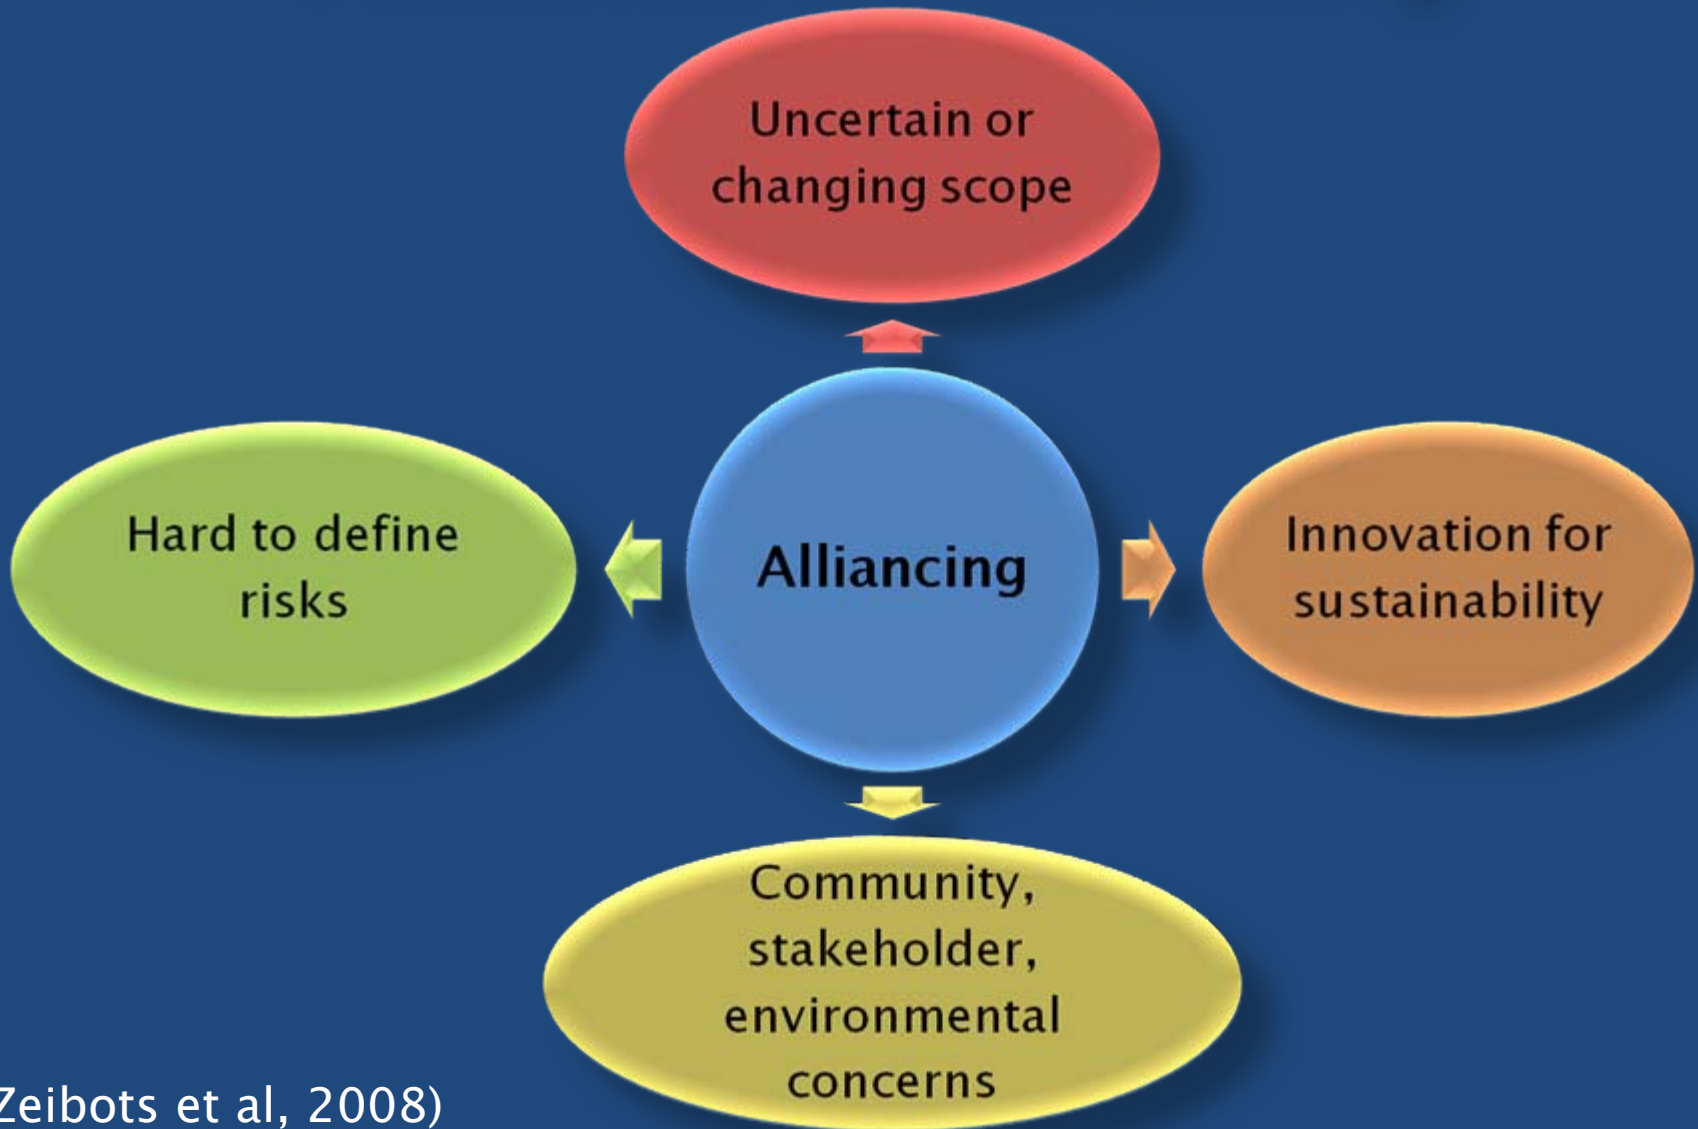 Uncertain or
changing scope
Hard to define
risks
Alliancing
Innovation for
sustainability
Community,
stakeholder,
environmental
concerns
Zeibots et al, 2008)